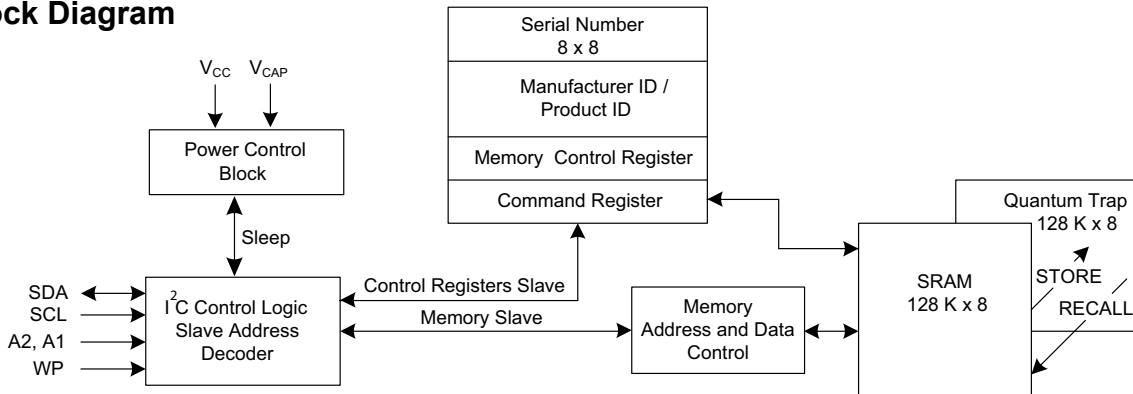 ock Diagram
Serial Number
8 x 8
Manufacturer ID /
Product ID
Memory Control Register
Command Register
VCC VCAP
Power Control
Block
Sleep
Quantum Trap
128 K x 8
SRAM
128 K x 8
STORE
RECALL
SDA
SCL
A2, A1
WP
I2C Control Logic
Slave Address
Decoder
Control Registers Slave
Memory Slave
Memory
Address and Data
Control